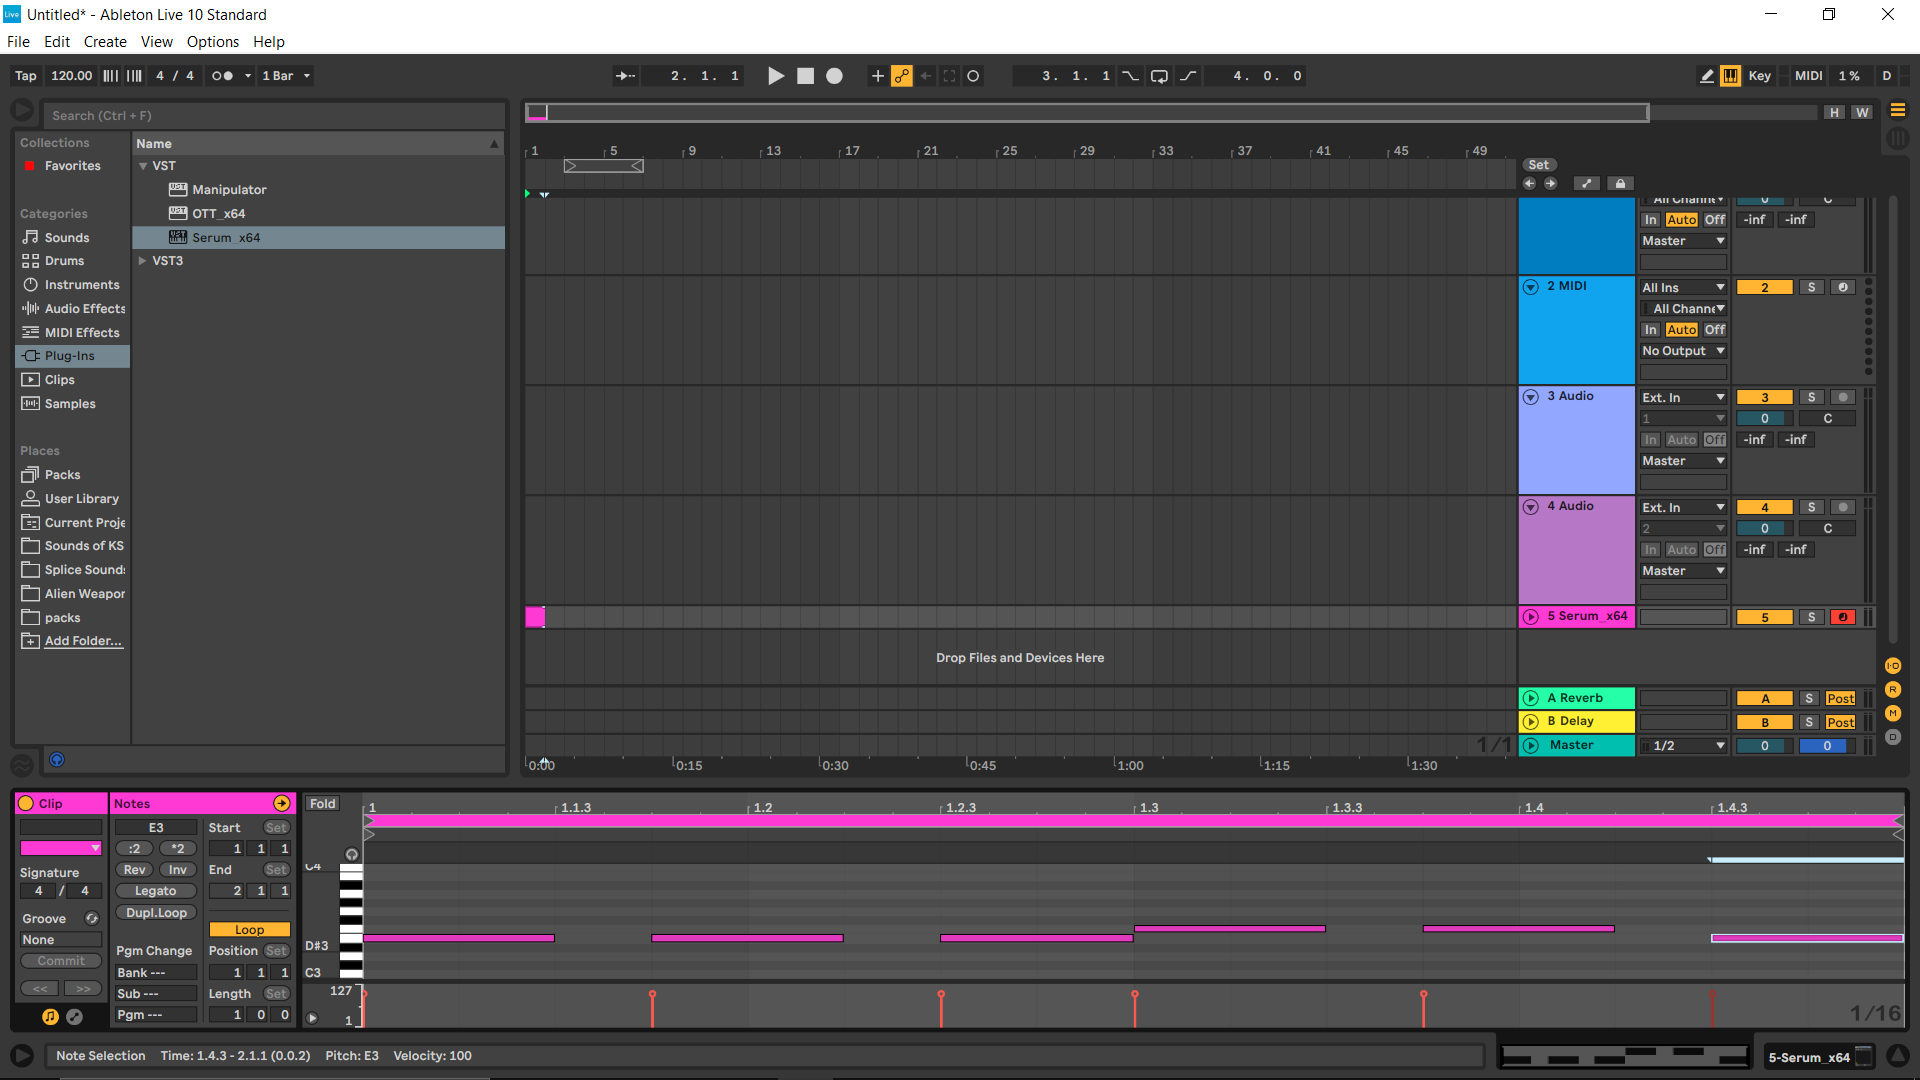 Live Untitled* - Ableton Live 10 Standard
File Edit Create View Options Help
Tap 120.00 4 / 4 1 Bar 2. 1. 1 3. 1. 1 4. 0. 0 Key MIDI 1 % D
Search (Ctrl + F)
H W
Collections
Favorites
Categories
Sounds
Drums
Instruments
Audio Effects
MIDI Effects
Plug-Ins
Clips
Samples
Places
Packs
User Library
Current Proje
Sounds of KS
Splice Sounds
Alien Weapor
packs
Add Folder...
Name
VST
Manipulator
OTT_x64
Serum_x64
VST3
1 5 9 13 17 21 25 29 33 37 41 45 49
Set
All Channe 0 C
In Auto Off -inf -inf
Master
2 MIDI All Ins 2 S
All Channe
In Auto Off
No Output
3 Audio Ext. In 3 S
1 0 C
In Auto Off -inf -inf
Master
4 Audio Ext. In 4 S
2 0 C
In Auto Off -inf -inf
Master
5 Serum_x64 5 S
Drop Files and Devices Here
A Reverb A S Post
B Delay B S Post
1/1 Master 1/2 0 0
0:00 0:15 0:30 0:45 1:00 1:15 1:30
I·O
R
M
D
Clip
Signature
4 / 4
Groove
None
Commit
<< >>
Notes
E3
:2 *2
Rev Inv
Legato
Dupl.Loop
Pgm Change
Bank ---
Sub ---
Pgm ---
Start Set
1 1 1
End Set
2 1 1
Loop
Position Set
1 1 1
Length Set
1 0 0
Fold 1 1.1.3 1.2 1.2.3 1.3 1.3.3 1.4 1.4.3
C4
D#3
C3
127
1
1/16
Note Selection Time: 1.4.3 - 2.1.1 (0.0.2) Pitch: E3 Velocity: 100
5-Serum_x64